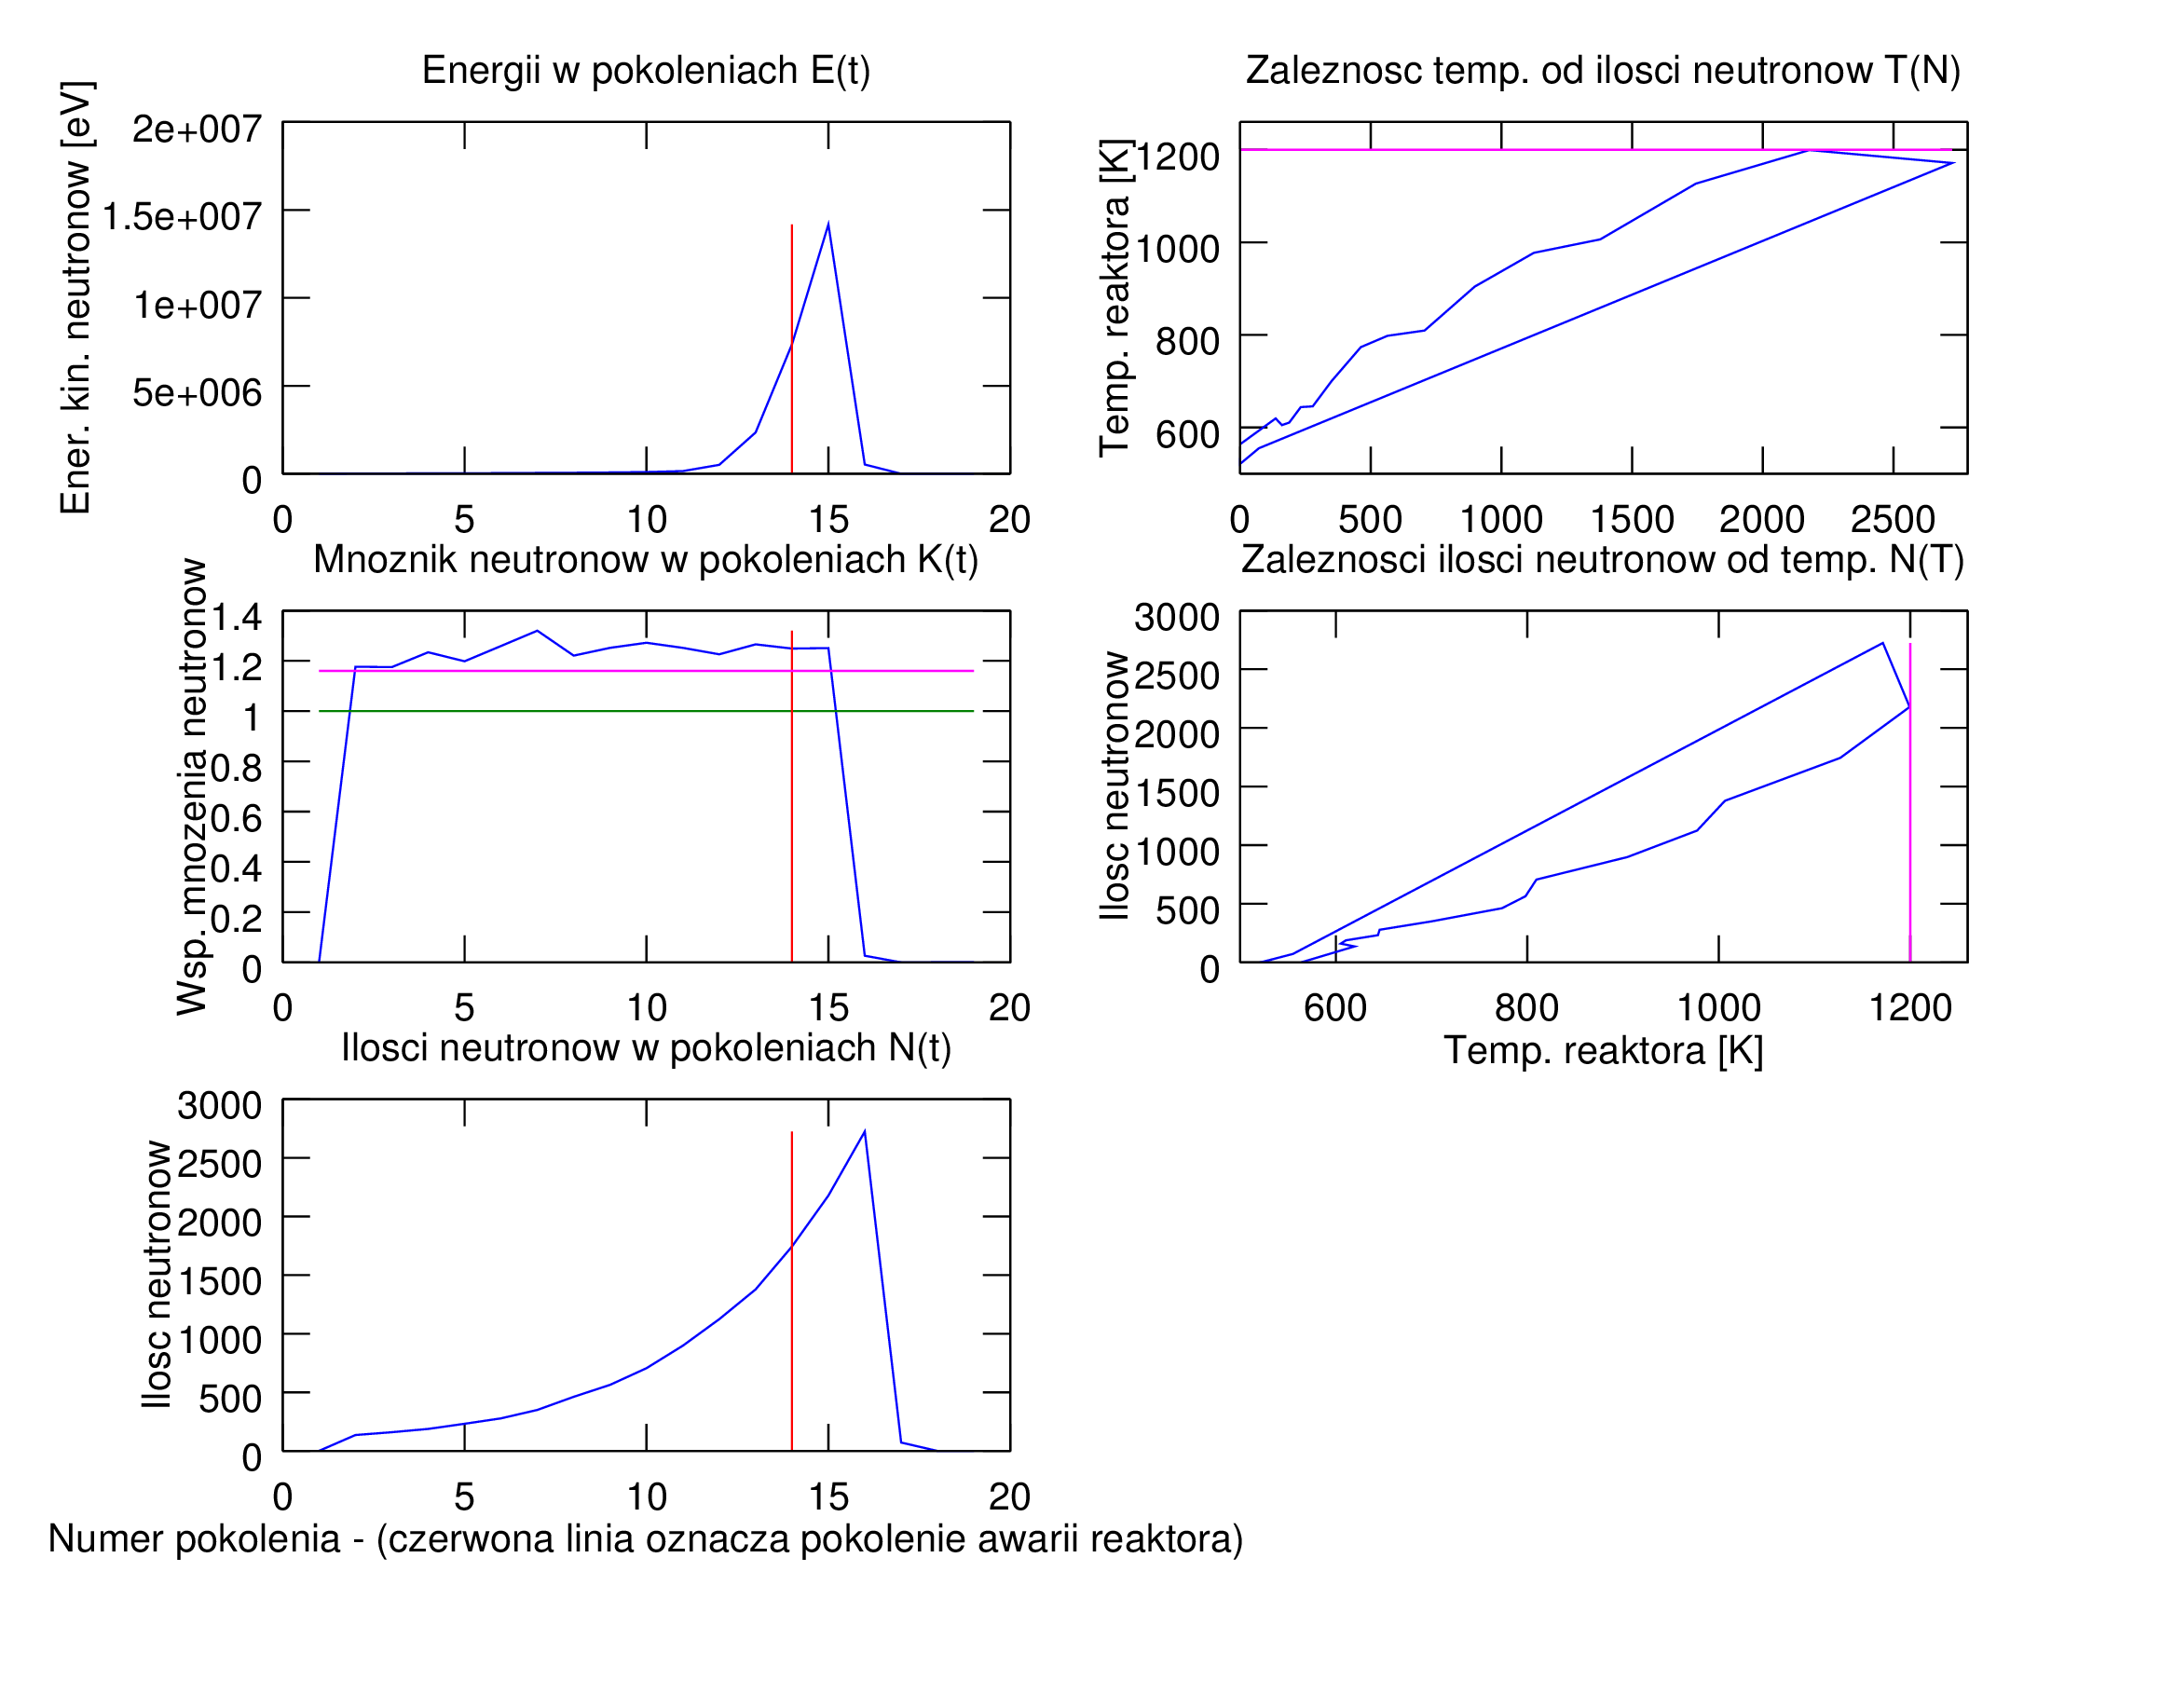 Energii w pokoleniach E(t)
Ener. kin. neutronow [eV]
2e+007
1.5e+007
1e+007
5e+006
0
0 5 10 15 20
Zaleznosc temp. od ilosci neutronow T(N)
Temp. reaktora [K]
1200
1000
800
600
0 500 1000 1500 2000 2500
Mnoznik neutronow w pokoleniach K(t)
Wsp. mnozenia neutronow
1.4
1.2
1
0.8
0.6
0.4
0.2
0
0 5 10 15 20
Zaleznosci ilosci neutronow od temp. N(T)
Ilosc neutronow
3000
2500
2000
1500
1000
500
0
600 800 1000 1200
Temp. reaktora [K]
Ilosci neutronow w pokoleniach N(t)
Ilosc neutronow
3000
2500
2000
1500
1000
500
0
0 5 10 15 20
Numer pokolenia - (czerwona linia oznacza pokolenie awarii reaktora)